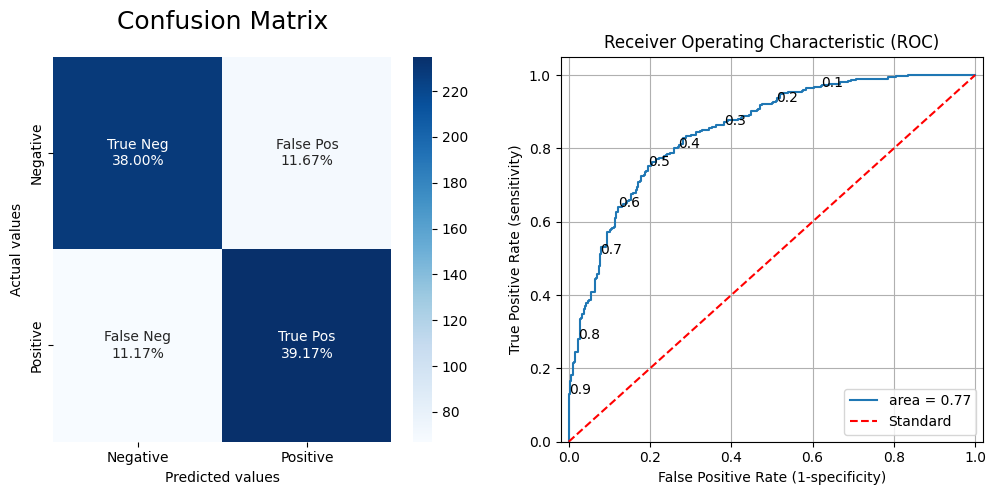 Confusion Matrix
Negative
Positive
Actual values
True Neg
38.00%
False Pos
11.67%
False Neg
11.17%
True Pos
39.17%
Negative
Positive
Predicted values
220
200
180
160
140
120
100
80
Receiver Operating Characteristic (ROC)
True Positive Rate (sensitivity)
1.0
0.8
0.6
0.4
0.2
0.0
0.1
0.2
0.3
0.4
0.5
0.6
0.7
0.8
0.9
area = 0.77
Standard
0.0
0.2
0.4
0.6
0.8
1.0
False Positive Rate (1-specificity)